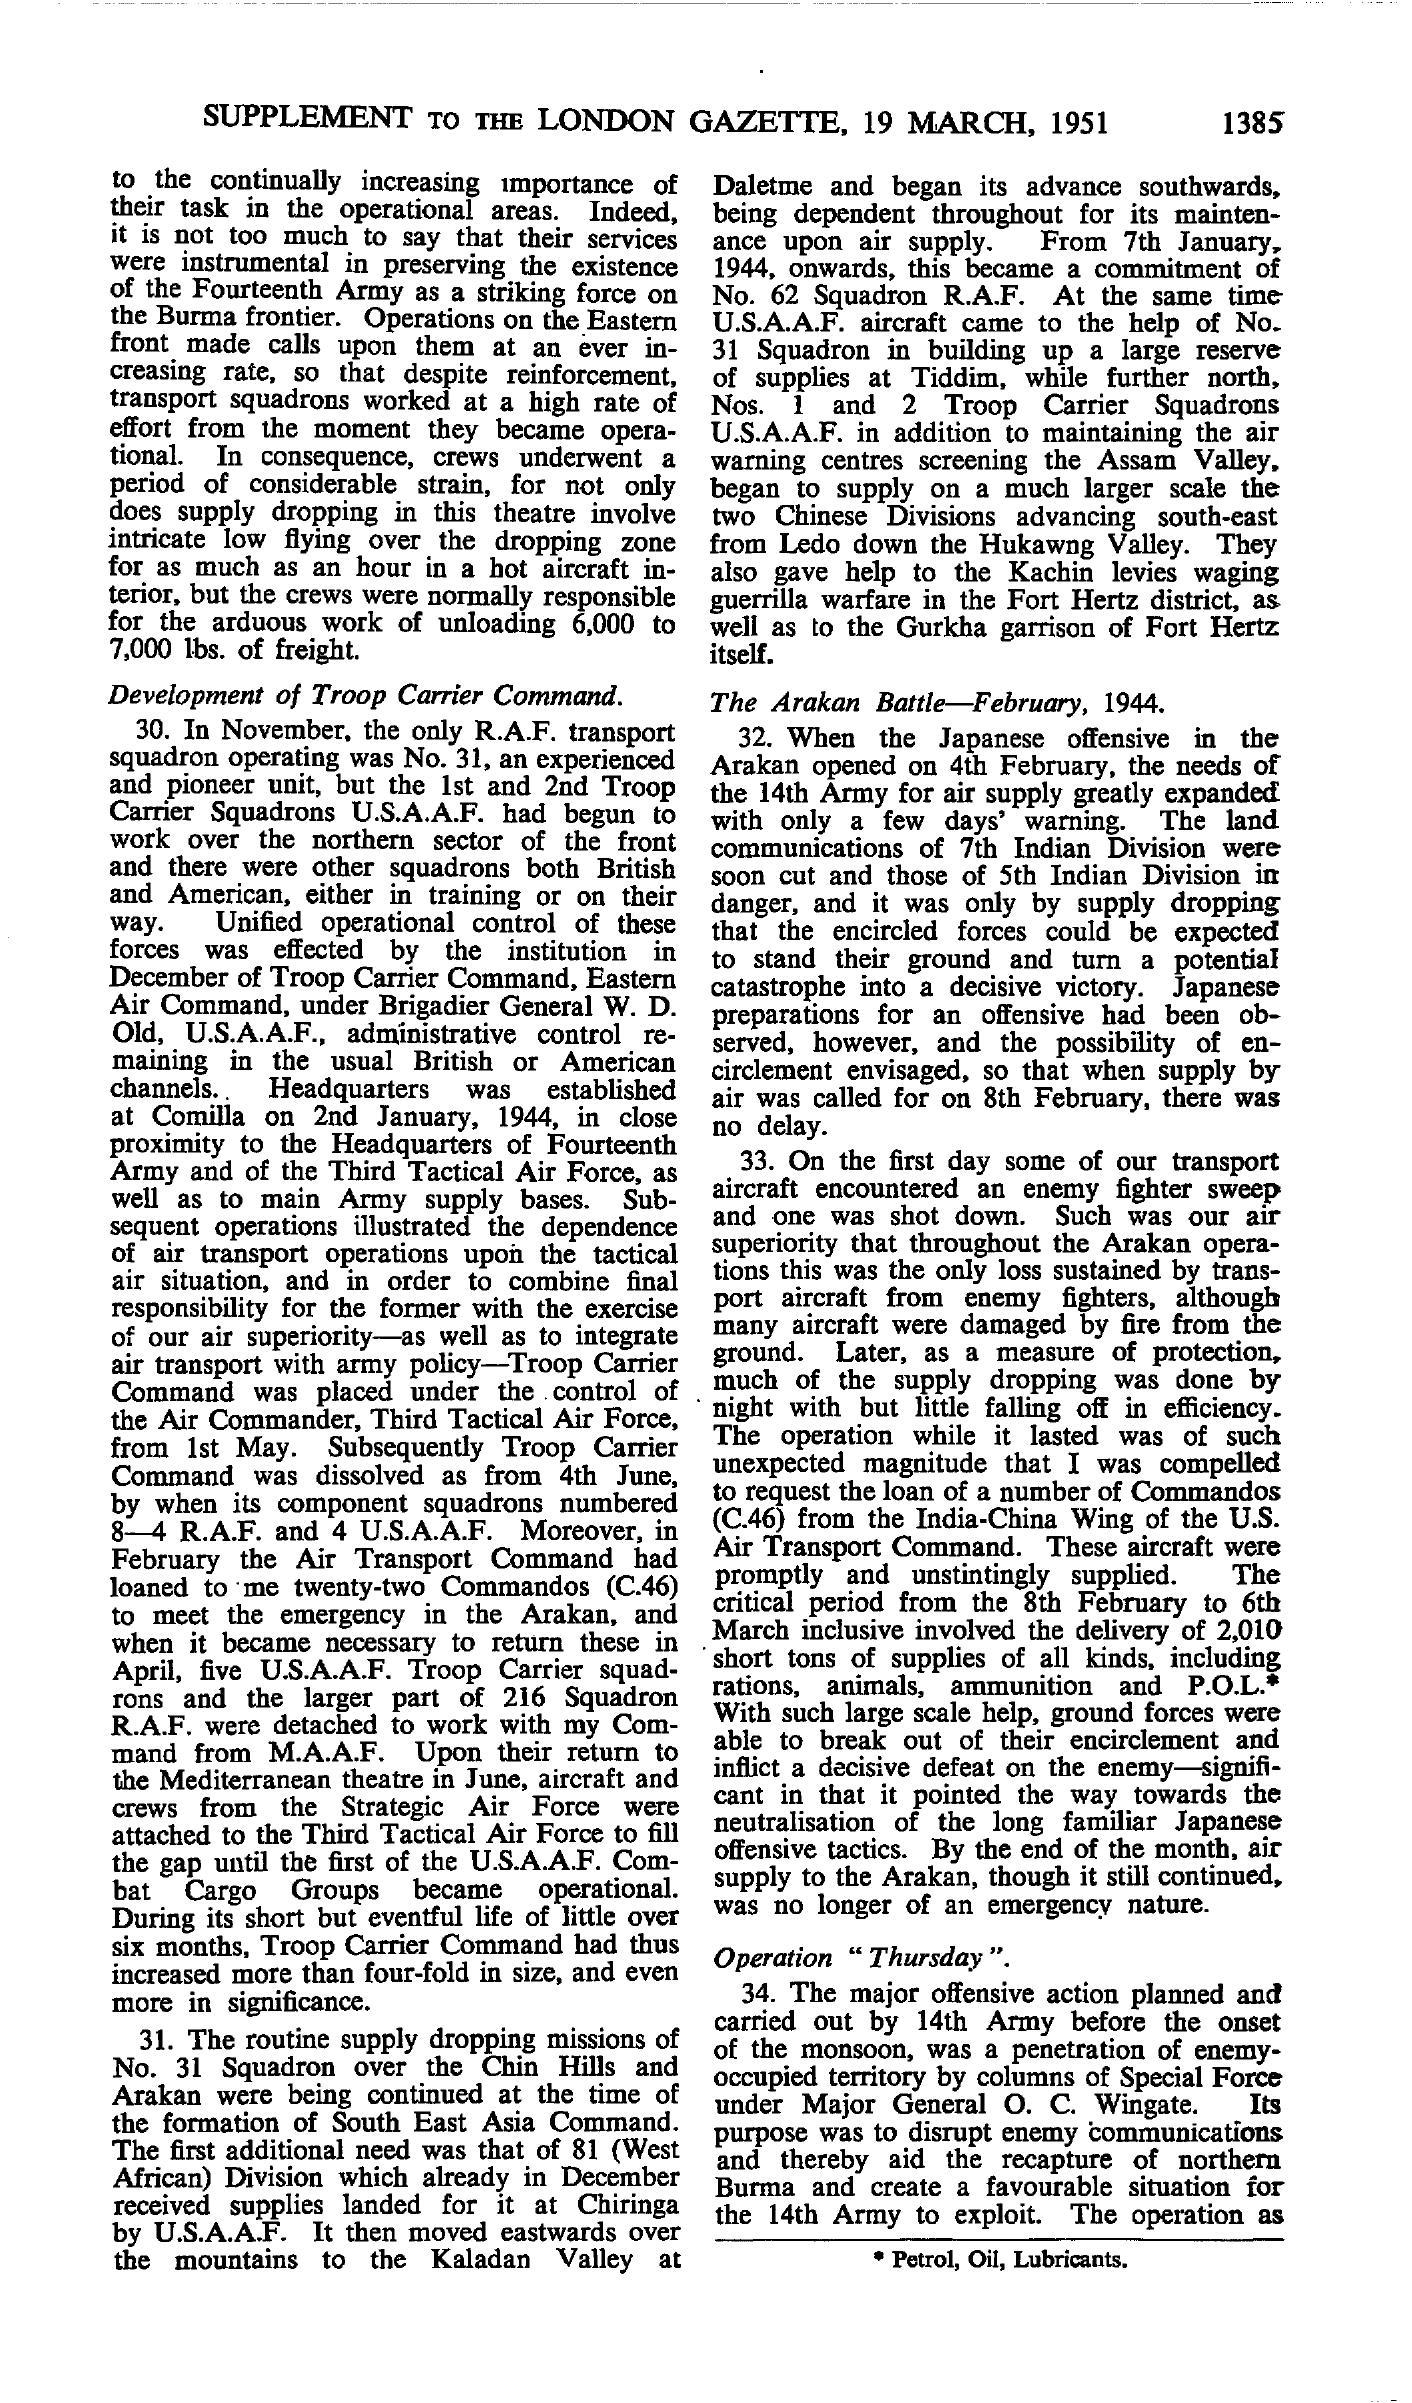 SUPPLEMENT TO THE LONDON GAZETTE, 19 MARCH, 1951 1385
to the continually increasing importance of
their task in the operational areas. Indeed,
it is not too much to say that their services
were instrumental in preserving the existence
of the Fourteenth Army as a striking force on
the Burma frontier. Operations on the Eastern
front made calls upon them at an ever in-
creasing rate, so that despite reinforcement,
transport squadrons worked at a high rate of
effort from the moment they became opera-
tional. In consequence, crews underwent a
period of considerable strain, for not only
does supply dropping in this theatre involve
intricate low flying over the dropping zone
for as much as an hour in a hot aircraft in-
terior, but the crews were normally responsible
for the arduous work of unloading 6,000 to
7,000 lbs. of freight.
Development of Troop Carrier Command.
30. In November, the only R.A.F. transport
squadron operating was No. 31, an experienced
and pioneer unit, but the 1st and 2nd Troop
Carrier Squadrons U.S.A.A.F. had begun to
work over the northern sector of the front
and there were other squadrons both British
and American, either in training or on their
way. Unified operational control of these
forces was effected by the institution in
December of Troop Carrier Command, Eastern
Air Command, under Brigadier General W. D.
Old, U.S.A.A.F., administrative control re-
maining in the usual British or American
channels. Headquarters was established
at Comilla on 2nd January, 1944, in close
proximity to the Headquarters of Fourteenth
Army and of the Third Tactical Air Force, as
well as to main Army supply bases. Sub-
sequent operations illustrated the dependence
of air transport operations upon the tactical
air situation, and in order to combine final
responsibility for the former with the exercise
of our air superiority—as well as to integrate
air transport with army policy—Troop Carrier
Command was placed under the control of
the Air Commander, Third Tactical Air Force,
from 1st May. Subsequently Troop Carrier
Command was dissolved as from 4th June,
by when its component squadrons numbered
8—4 R.A.F. and 4 U.S.A.A.F. Moreover, in
February the Air Transport Command had
loaned to me twenty-two Commandos (C.46)
to meet the emergency in the Arakan, and
when it became necessary to return these in
April, five U.S.A.A.F. Troop Carrier squad-
rons and the larger part of 216 Squadron
R.A.F. were detached to work with my Com-
mand from M.A.A.F. Upon their return to
the Mediterranean theatre in June, aircraft and
crews from the Strategic Air Force were
attached to the Third Tactical Air Force to fill
the gap until the first of the U.S.A.A.F. Com-
bat Cargo Groups became operational.
During its short but eventful life of little over
six months, Troop Carrier Command had thus
increased more than four-fold in size, and even
more in significance.
31. The routine supply dropping missions of
No. 31 Squadron over the Chin Hills and
Arakan were being continued at the time of
the formation of South East Asia Command.
The first additional need was that of 81 (West
African) Division which already in December
received supplies landed for it at Chiringa
by U.S.A.A.F. It then moved eastwards over
the mountains to the Kaladan Valley at
Daletme and began its advance southwards,
being dependent throughout for its mainten-
ance upon air supply. From 7th January,
1944, onwards, this became a commitment of
No. 62 Squadron R.A.F. At the same time
U.S.A.A.F. aircraft came to the help of No.
31 Squadron in building up a large reserve
of supplies at Tiddim, while further north,
Nos. 1 and 2 Troop Carrier Squadrons
U.S.A.A.F. in addition to maintaining the air
warning centres screening the Assam Valley,
began to supply on a much larger scale the
two Chinese Divisions advancing south-east
from Ledo down the Hukawng Valley. They
also gave help to the Kachin levies waging
guerrilla warfare in the Fort Hertz district, as
well as to the Gurkha garrison of Fort Hertz
itself.
The Arakan Battle—February, 1944.
32. When the Japanese offensive in the
Arakan opened on 4th February, the needs of
the 14th Army for air supply greatly expanded
with only a few days' warning. The land
communications of 7th Indian Division were
soon cut and those of 5th Indian Division in
danger, and it was only by supply dropping
that the encircled forces could be expected
to stand their ground and turn a potential
catastrophe into a decisive victory. Japanese
preparations for an offensive had been ob-
served, however, and the possibility of en-
circlement envisaged, so that when supply by
air was called for on 8th February, there was
no delay.
33. On the first day some of our transport
aircraft encountered an enemy fighter sweep
and one was shot down. Such was our air
superiority that throughout the Arakan opera-
tions this was the only loss sustained by trans-
port aircraft from enemy fighters, although
many aircraft were damaged by fire from the
ground. Later, as a measure of protection,
much of the supply dropping was done by
night with but little falling off in efficiency.
The operation while it lasted was of such
unexpected magnitude that I was compelled
to request the loan of a number of Commandos
(C.46) from the India-China Wing of the U.S.
Air Transport Command. These aircraft were
promptly and unstintingly supplied. The
critical period from the 8th February to 6th
March inclusive involved the delivery of 2,010
short tons of supplies of all kinds, including
rations, animals, ammunition and P.O.L.*
With such large scale help, ground forces were
able to break out of their encirclement and
inflict a decisive defeat on the enemy—signifi-
cant in that it pointed the way towards the
neutralisation of the long familiar Japanese
offensive tactics. By the end of the month, air
supply to the Arakan, though it still continued,
was no longer of an emergency nature.
Operation "Thursday".
34. The major offensive action planned and
carried out by 14th Army before the onset
of the monsoon, was a penetration of enemy-
occupied territory by columns of Special Force
under Major General O. C. Wingate. Its
purpose was to disrupt enemy communications
and thereby aid the recapture of northern
Burma and create a favourable situation for
the 14th Army to exploit. The operation as
* Petrol, Oil, Lubricants.